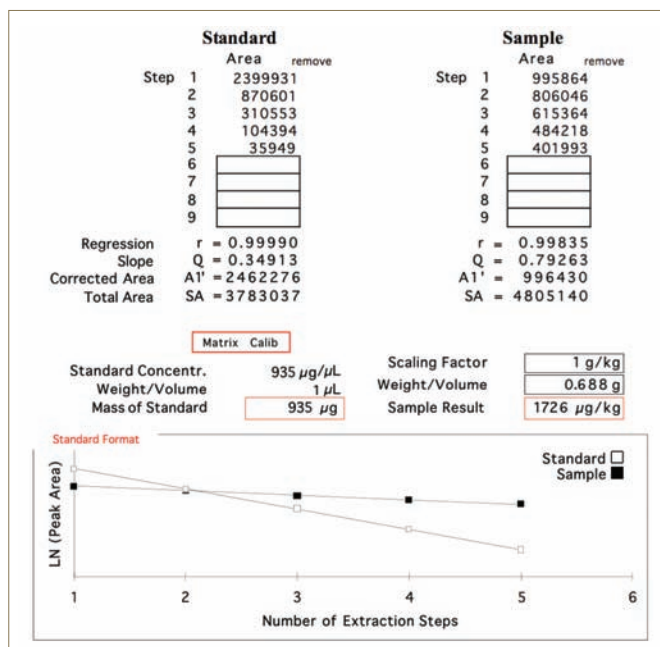 Standard Sample
Area remove Area remove
Step 1 2399931 1 995864
2 870601 2 806046
3 310553 3 615364
4 104394 4 484218
5 35949 5 401993
6 6
7 7
8 8
9 9
Regression r = 0.99990 r = 0.99835
Slope Q = 0.34913 Q = 0.79263
Corrected Area A1' = 2462276 A1' = 996430
Total Area SA = 3783037 SA = 4805140
Matrix Calib
Standard Concentr. 935 µg/µL Scaling Factor 1 g/kg
Weight/Volume 1 µL Weight/Volume 0.688 g
Mass of Standard 935 µg Sample Result 1726 µg/kg
Standard Format
Standard
Sample
LN (Peak Area)
1 2 3 4 5 6
Number of Extraction Steps